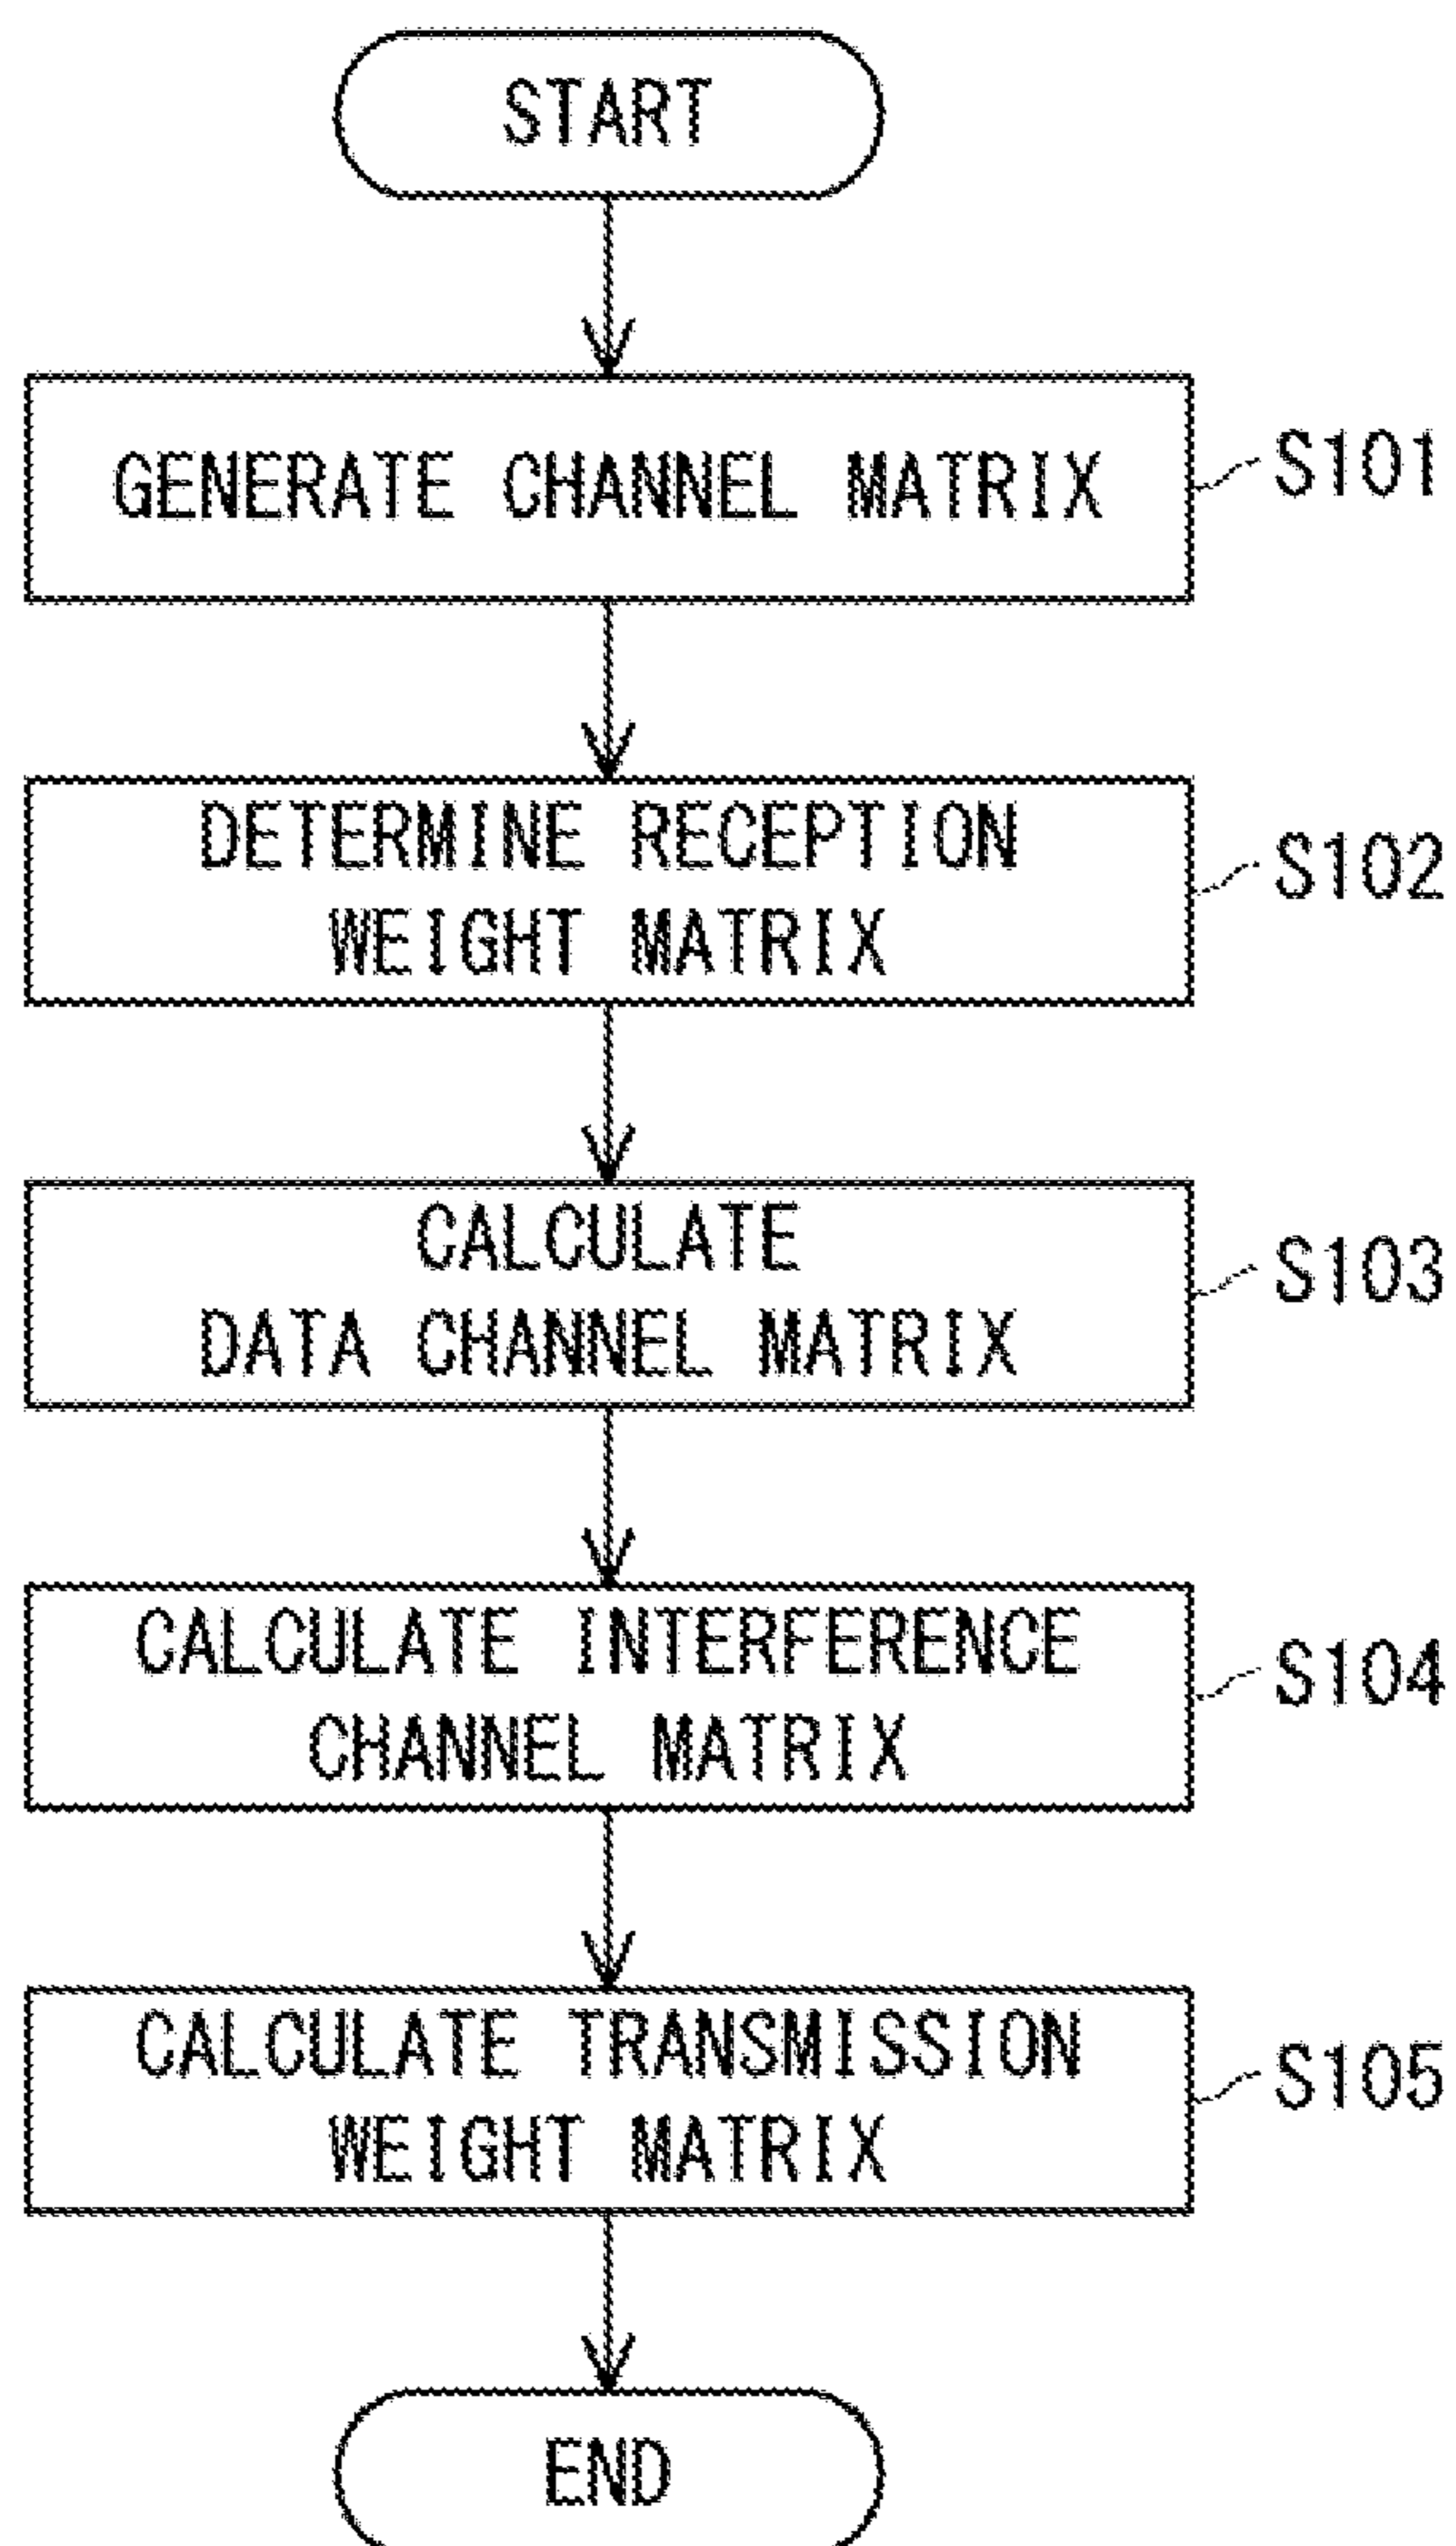 START
GENERATE CHANNEL MATRIX
S101
DETERMINE RECEPTION
WEIGHT MATRIX
S102
CALCULATE
DATA CHANNEL MATRIX
S103
CALCULATE INTERFERENCE
CHANNEL MATRIX
S104
CALCULATE TRANSMISSION
WEIGHT MATRIX
S105
END